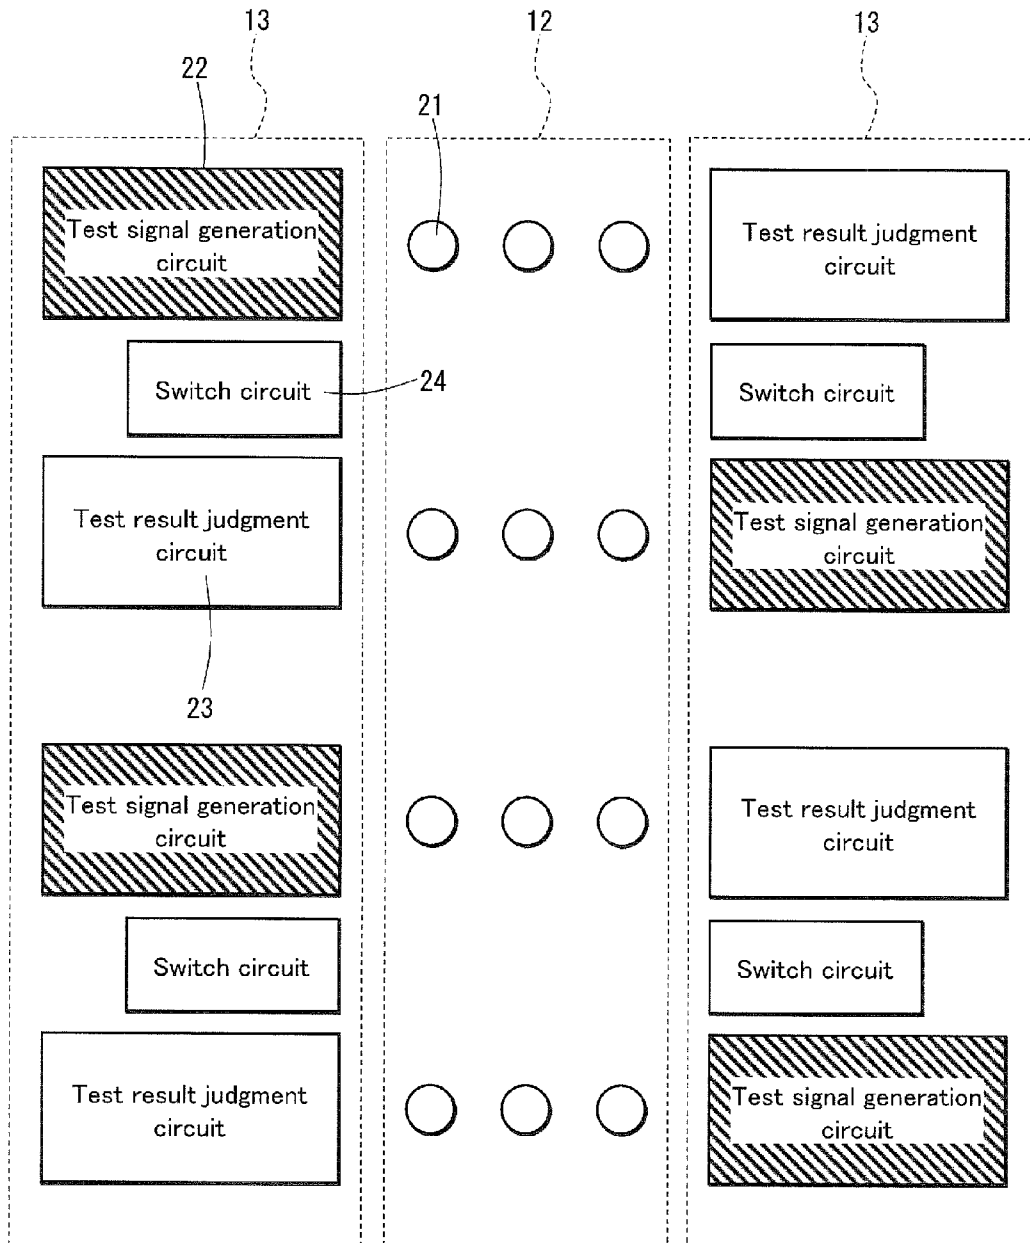 13
12
13
22
21
Test signal generation
circuit
Test result judgment
circuit
Switch circuit
24
Switch circuit
Test result judgment
circuit
Test signal generation
circuit
23
Test signal generation
circuit
Test result judgment
circuit
Switch circuit
Switch circuit
Test result judgment
circuit
Test signal generation
circuit